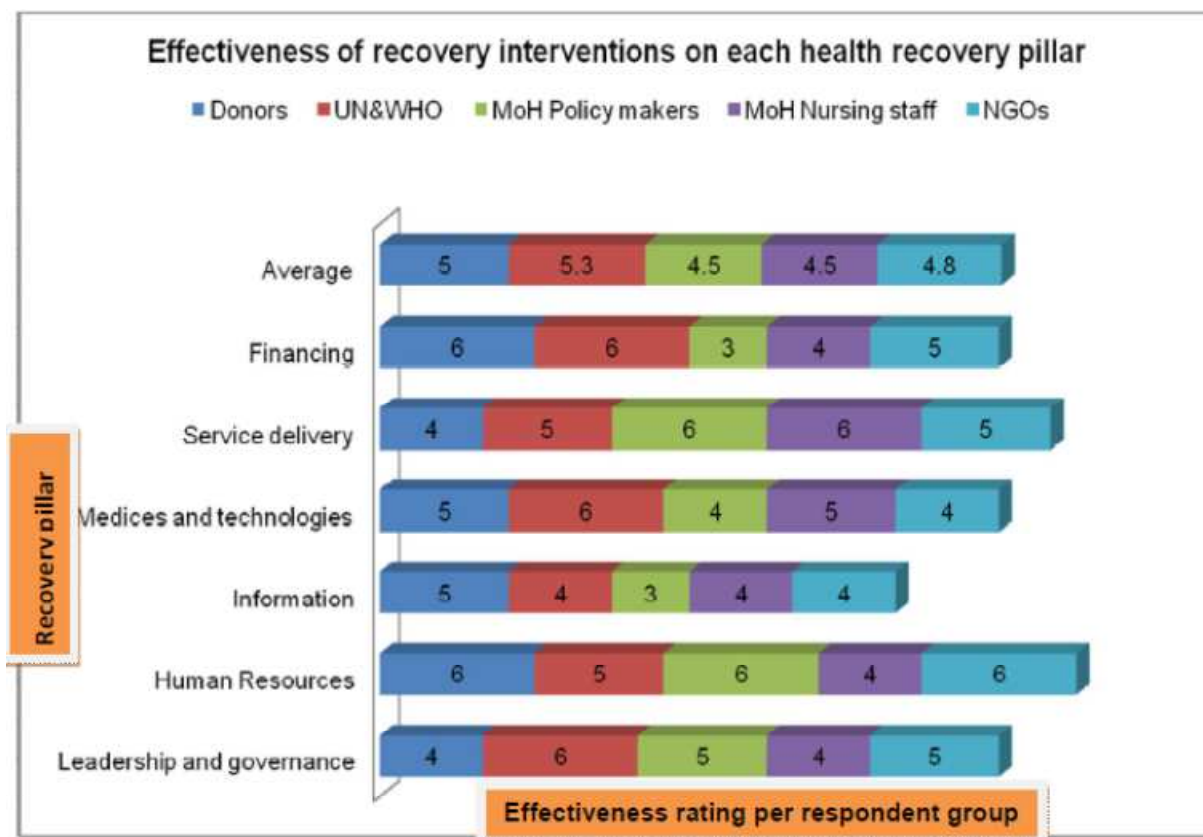 Effectiveness of recovery interventions on each health recovery pillar
Donors UN&WHO MoH Policy makers MoH Nursing staff NGOs
Average 5 5.3 4.5 4.5 4.8
Financing 6 6 3 4 5
Service delivery 4 5 6 6 5
Medices and technologies 5 6 4 5 4
Information 5 4 3 4 4
Human Resources 6 5 6 4 6
Leadership and governance 4 6 5 4 5
Recovery pillar
Effectiveness rating per respondent group